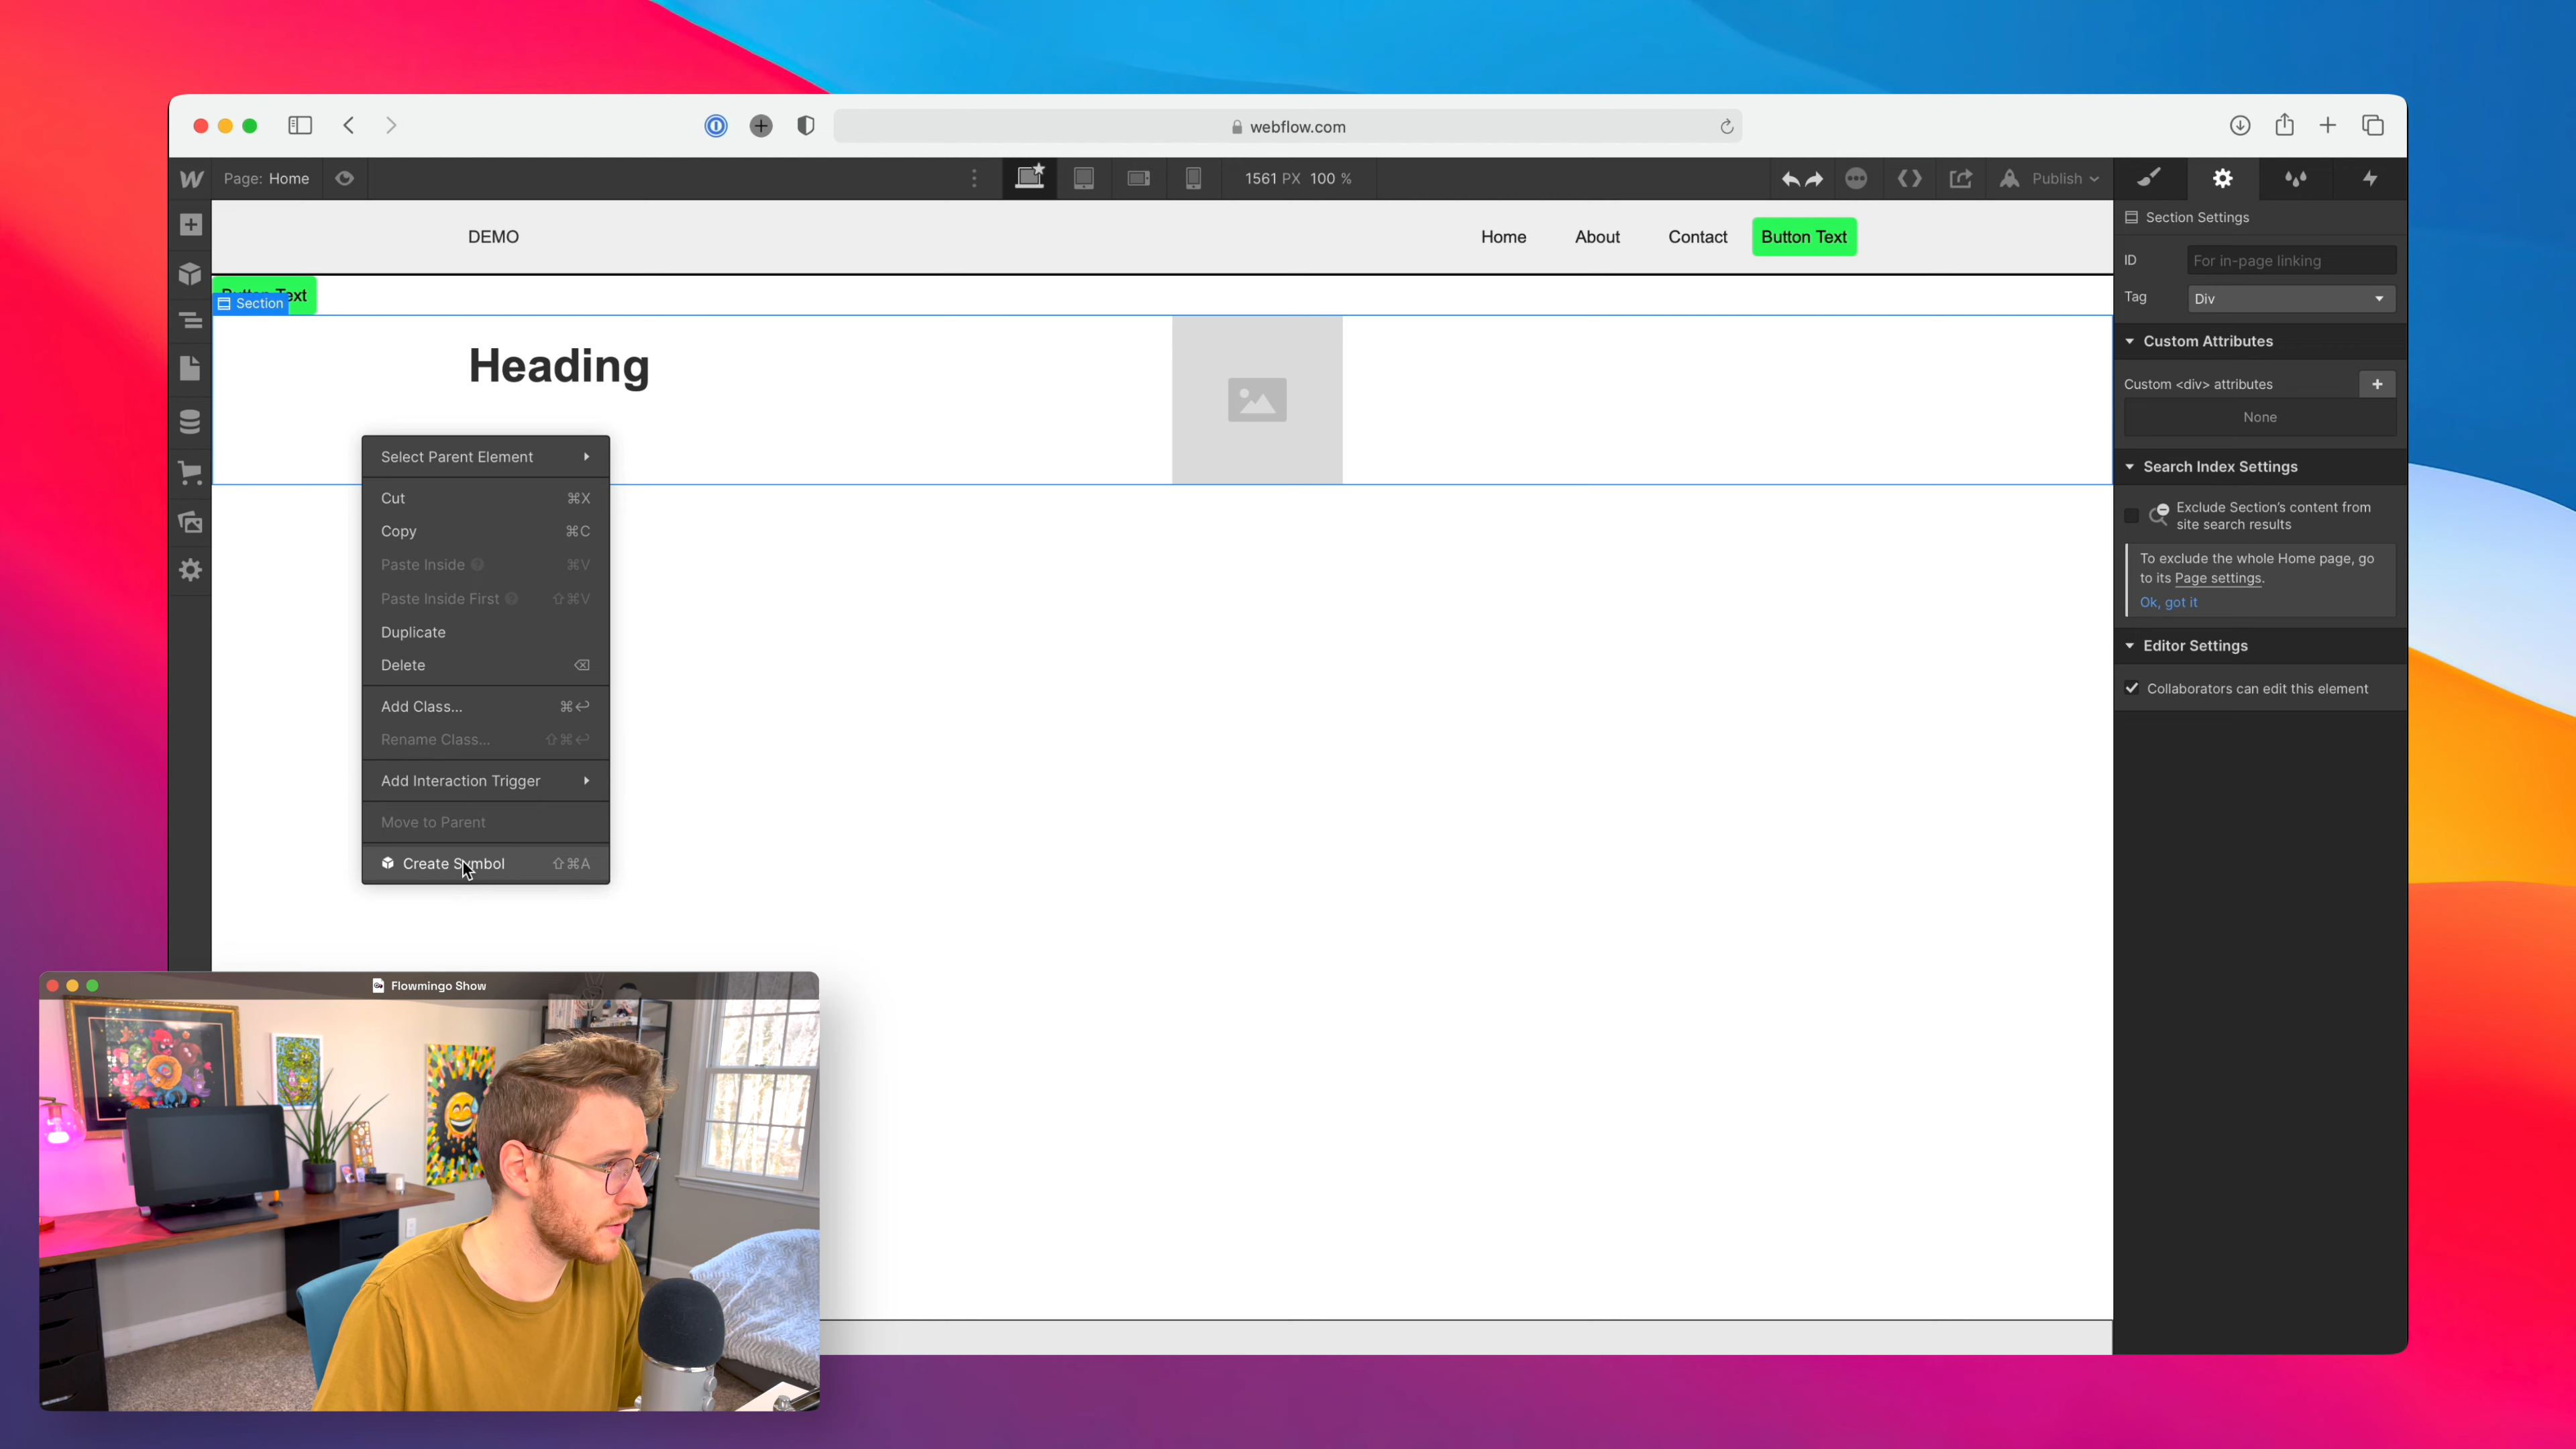 webflow.com
Page: Home
1561 PX 100 %
Publish
DEMO
Home
About
Contact
Button Text
Button Text
Section
Heading
Select Parent Element
Cut ⌘X
Copy ⌘C
Paste Inside ⌘V
Paste Inside First ⇧⌘V
Duplicate
Delete
Add Class... ⌘↩
Rename Class... ⇧⌘↩
Add Interaction Trigger
Move to Parent
Create Symbol ⇧⌘A
Section Settings
ID For in-page linking
Tag Div
Custom Attributes
Custom <div> attributes
None
Search Index Settings
Exclude Section's content from
site search results
To exclude the whole Home page, go
to its Page settings.
Ok, got it
Editor Settings
Collaborators can edit this element
Flowmingo Show